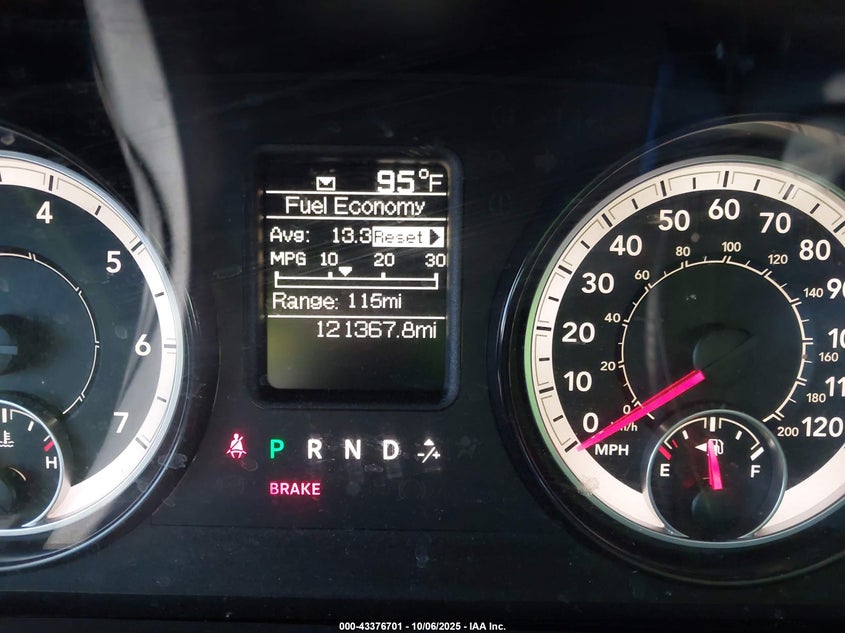 95°F
Fuel Economy
Avg: 13.3 Reset
MPG 10 20 30
Range: 115mi
121367.8mi
P R N D -/+
BRAKE
4
5
6
7
H
0 10 20 30 40 50 60 70 80 90 120
MPH
0 20 40 60 80 100 120 140 160 180 200
E F
000-43376701 - 10/06/2025 - IAA Inc.